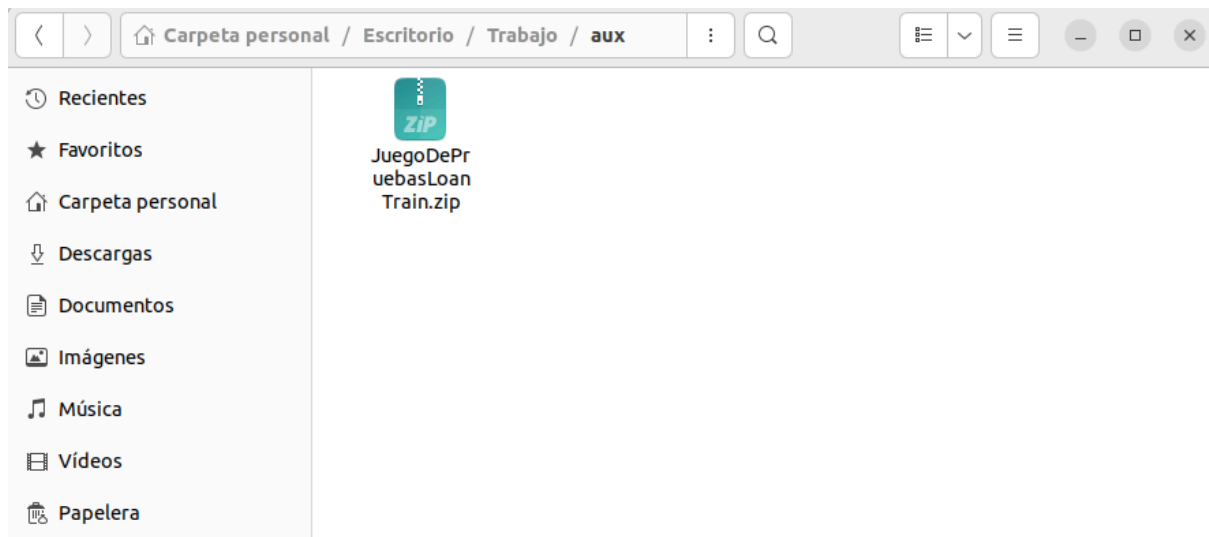 Carpeta personal / Escritorio / Trabajo / aux
Recientes
Favoritos
Carpeta personal
Descargas
Documentos
Imágenes
Música
Vídeos
Papelera
ZiP
JuegoDePr
uebasLoan
Train.zip